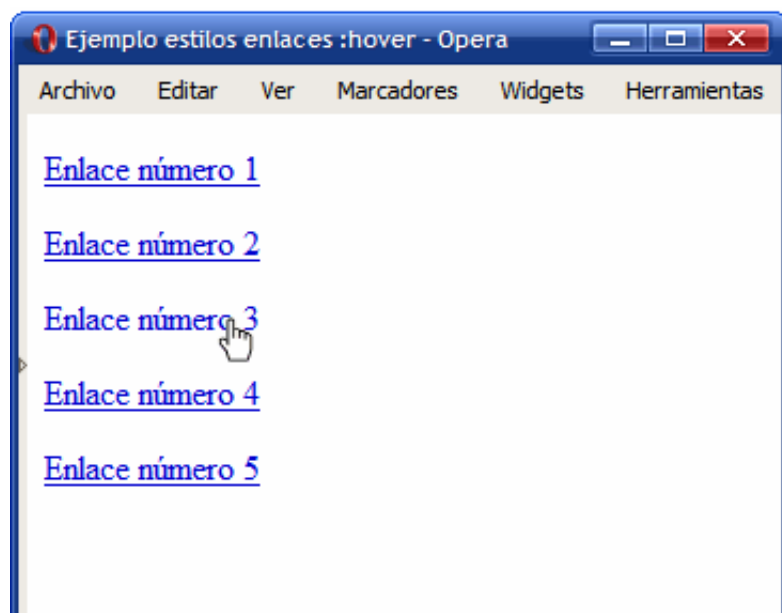 Ejemplo estilos enlaces :hover - Opera
Archivo Editar Ver Marcadores Widgets Herramientas
Enlace número 1
Enlace número 2
Enlace número 3
Enlace número 4
Enlace número 5